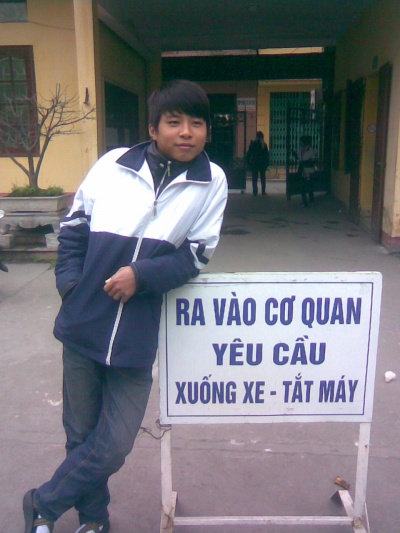 RA VÀO CƠ QUAN
YÊU CẦU
XUỐNG XE - TẮT MÁY